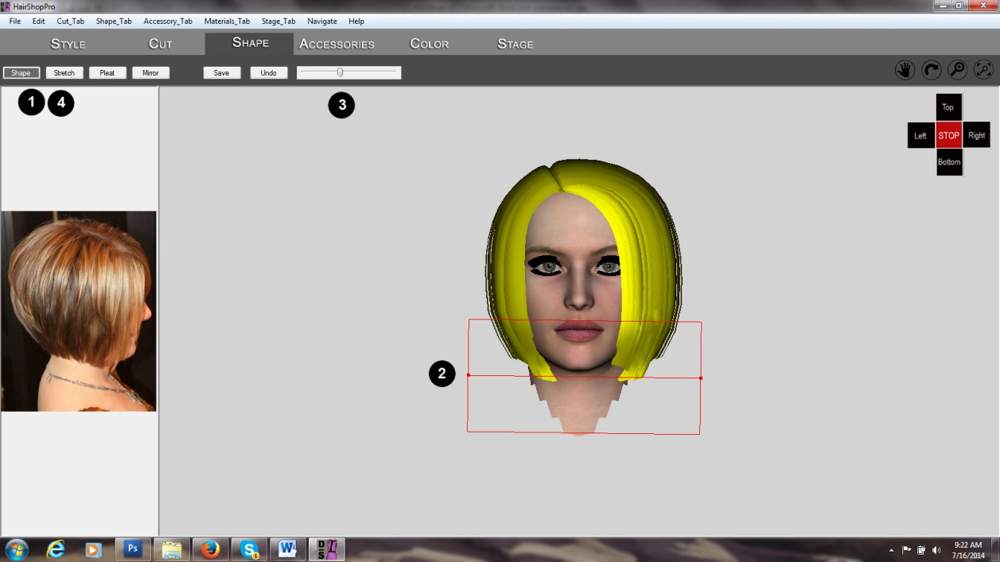 HairShopPro
File Edit Cut_Tab Shape_Tab Accessory_Tab Materials_Tab Stage_Tab Navigate Help
STYLE CUT SHAPE ACCESSORIES COLOR STAGE
Shape Stretch Pleat Mirror Save Undo
1 4 3
Top
Left STOP Right
Bottom
2
Ps S W D S
9:22 AM
7/16/2014